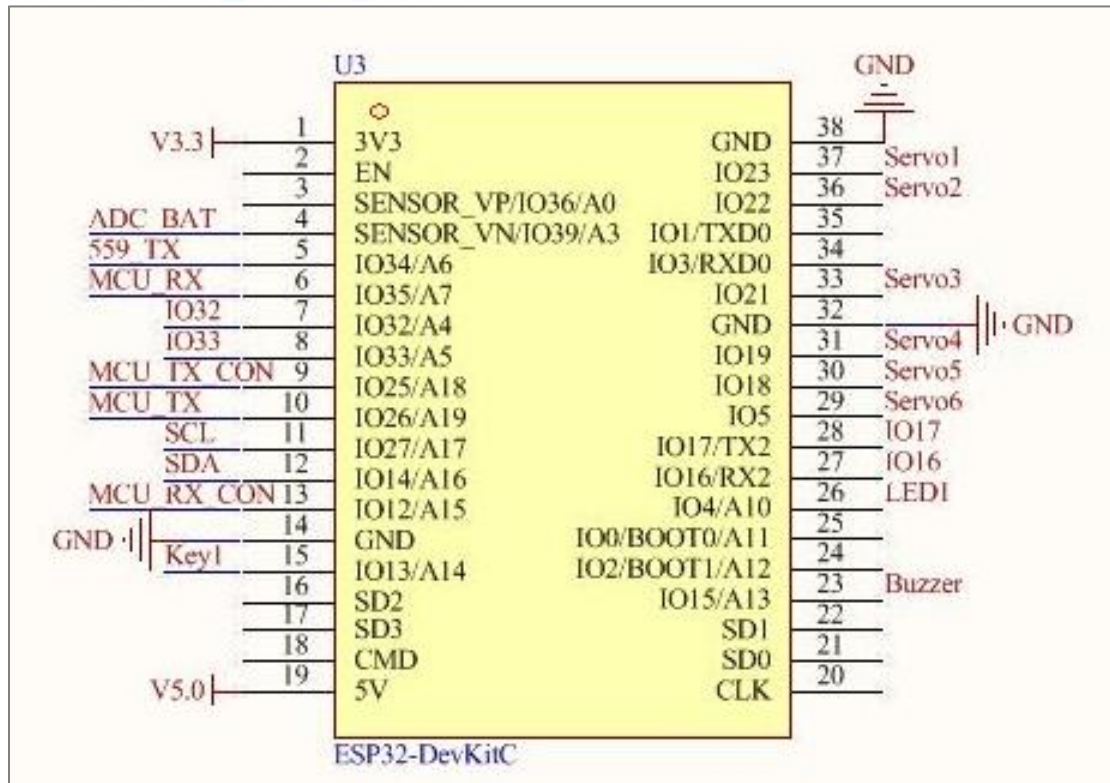 U3
GND
V3.3 1 3V3 GND 38
2 EN IO23 37 Servo1
3 SENSOR_VP/IO36/A0 IO22 36 Servo2
ADC_BAT 4 SENSOR_VN/IO39/A3 IO1/TXD0 35
559_TX 5 IO34/A6 IO3/RXD0 34
MCU_RX 6 IO35/A7 IO21 33 Servo3
IO32 7 IO32/A4 GND 32 GND
IO33 8 IO33/A5 IO19 31 Servo4
MCU_TX_CON 9 IO25/A18 IO18 30 Servo5
MCU_TX 10 IO26/A19 IO5 29 Servo6
SCL 11 IO27/A17 IO17/TX2 28 IO17
SDA 12 IO14/A16 IO16/RX2 27 IO16
MCU_RX_CON 13 IO12/A15 IO4/A10 26 LED1
GND 14 GND IO0/BOOT0/A11 25
Key1 15 IO13/A14 IO2/BOOT1/A12 24
16 SD2 IO15/A13 23 Buzzer
17 SD3 SD1 22
18 CMD SD0 21
V5.0 19 5V CLK 20
ESP32-DevKitC